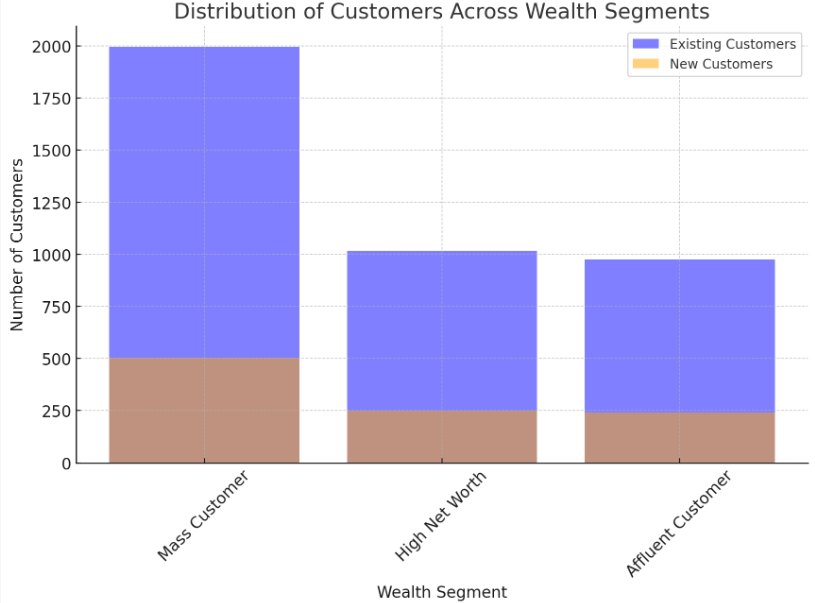 Distribution of Customers Across Wealth Segments
Existing Customers
New Customers
Number of Customers
2000
1750
1500
1250
1000
750
500
250
0
Mass Customer
High Net Worth
Affluent Customer
Wealth Segment